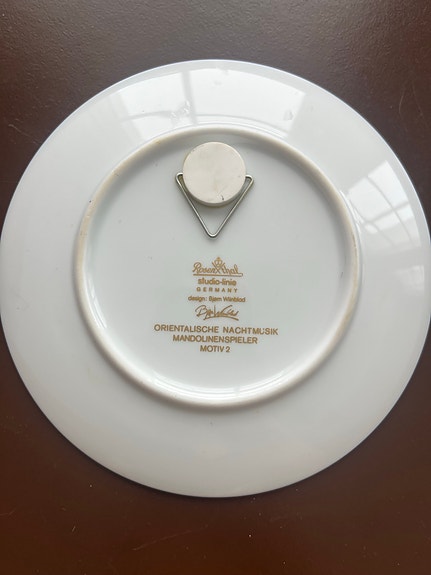 Rosenthal
studio-linie
GERMANY
design: Bjørn Wiinblad
ORIENTALISCHE NACHTMUSIK
MANDOLINENSPIELER
MOTIV 2